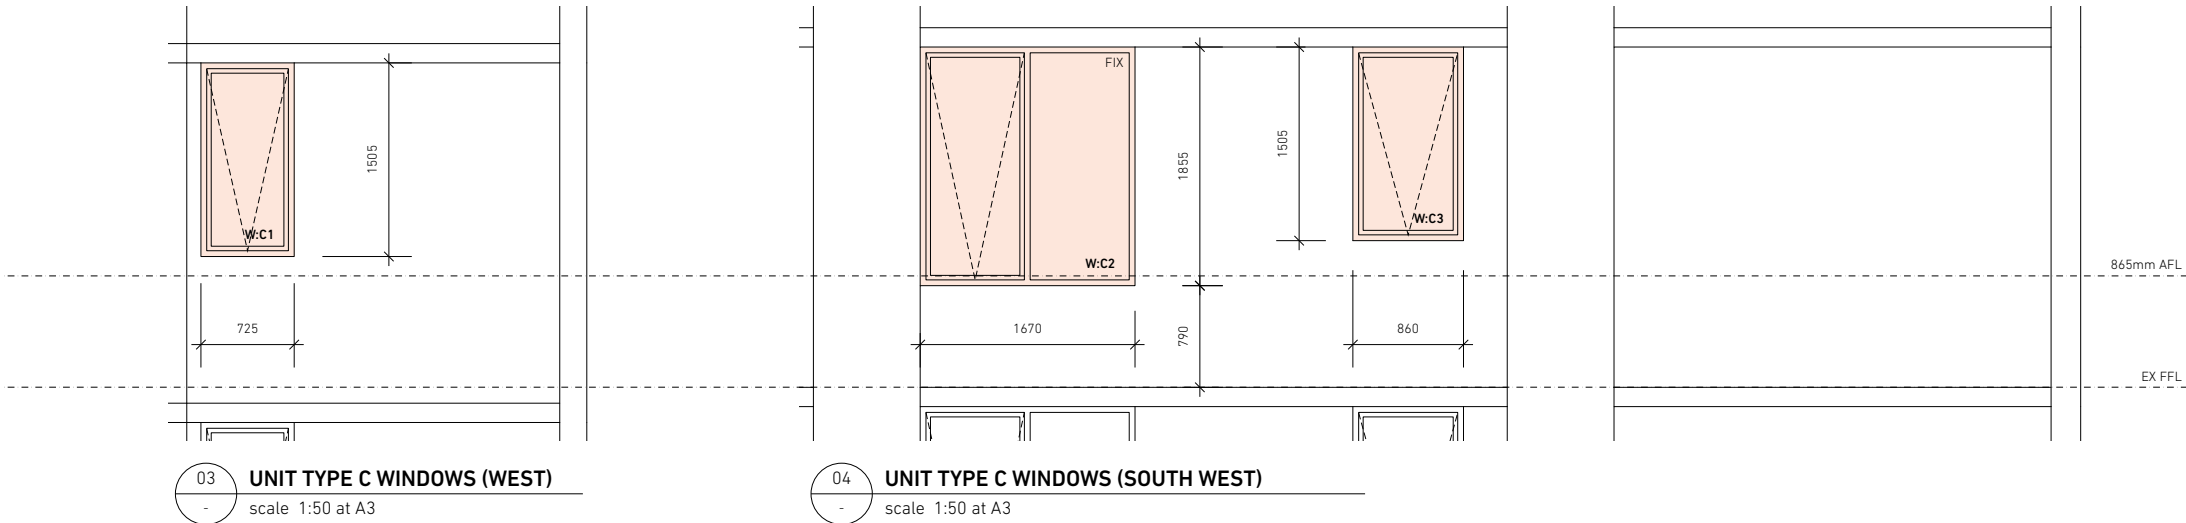 FIX
1505
W:C1
1855
1505
W:C3
W:C2
865mm AFL
725
1670
790
860
EX FFL
03
UNIT TYPE C WINDOWS (WEST)
-
scale 1:50 at A3
04
UNIT TYPE C WINDOWS (SOUTH WEST)
-
scale 1:50 at A3